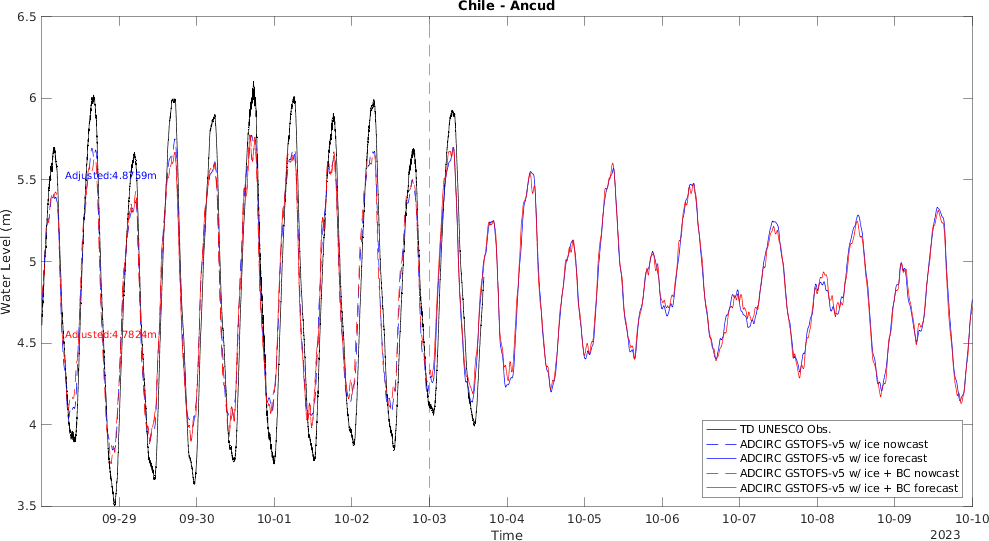 Chile - Ancud
6.5
6
5.5
5
4.5
4
3.5
Water Level (m)
Adjusted:4.8759m
Adjusted:4.7824m
TD UNESCO Obs.
ADCIRC GSTOFS-v5 w/ ice nowcast
ADCIRC GSTOFS-v5 w/ ice forecast
ADCIRC GSTOFS-v5 w/ ice + BC nowcast
ADCIRC GSTOFS-v5 w/ ice + BC forecast
09-29 09-30 10-01 10-02 10-03 10-04 10-05 10-06 10-07 10-08 10-09 10-10
Time
2023